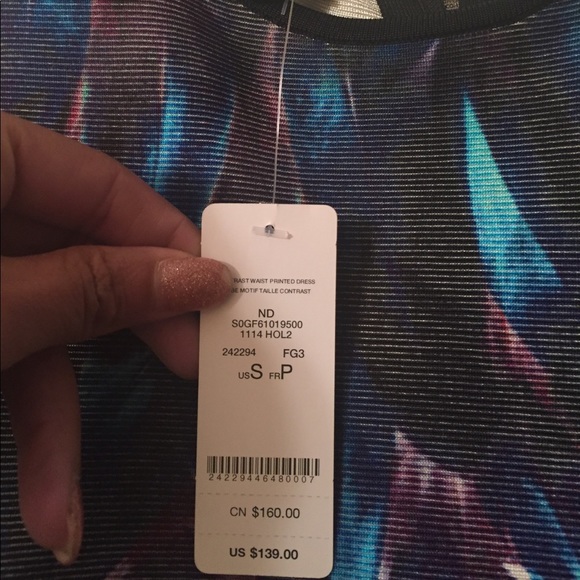 WAIST PRINTED DRESS
MOTIF TAILLE CONTRAST
ND
S0GF61019500
1114 HOL2
242294 FG3
US S FR P
24229446480007
CN $160.00
US $139.00